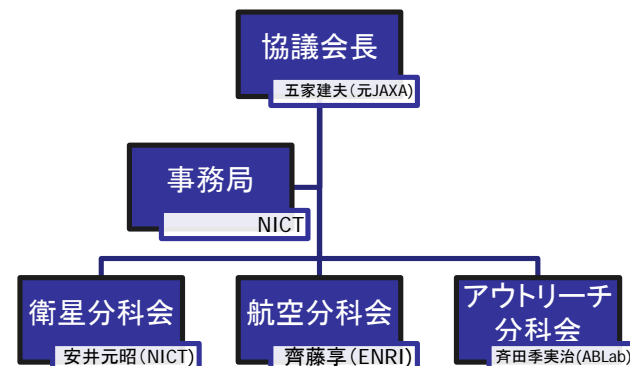 協議会長
五家建夫(元JAXA)
事務局
NICT
衛星分科会
安井元昭(NICT)
航空分科会
齊藤享(ENRI)
アウトリーチ
分科会
斉田季実治(ABLab)